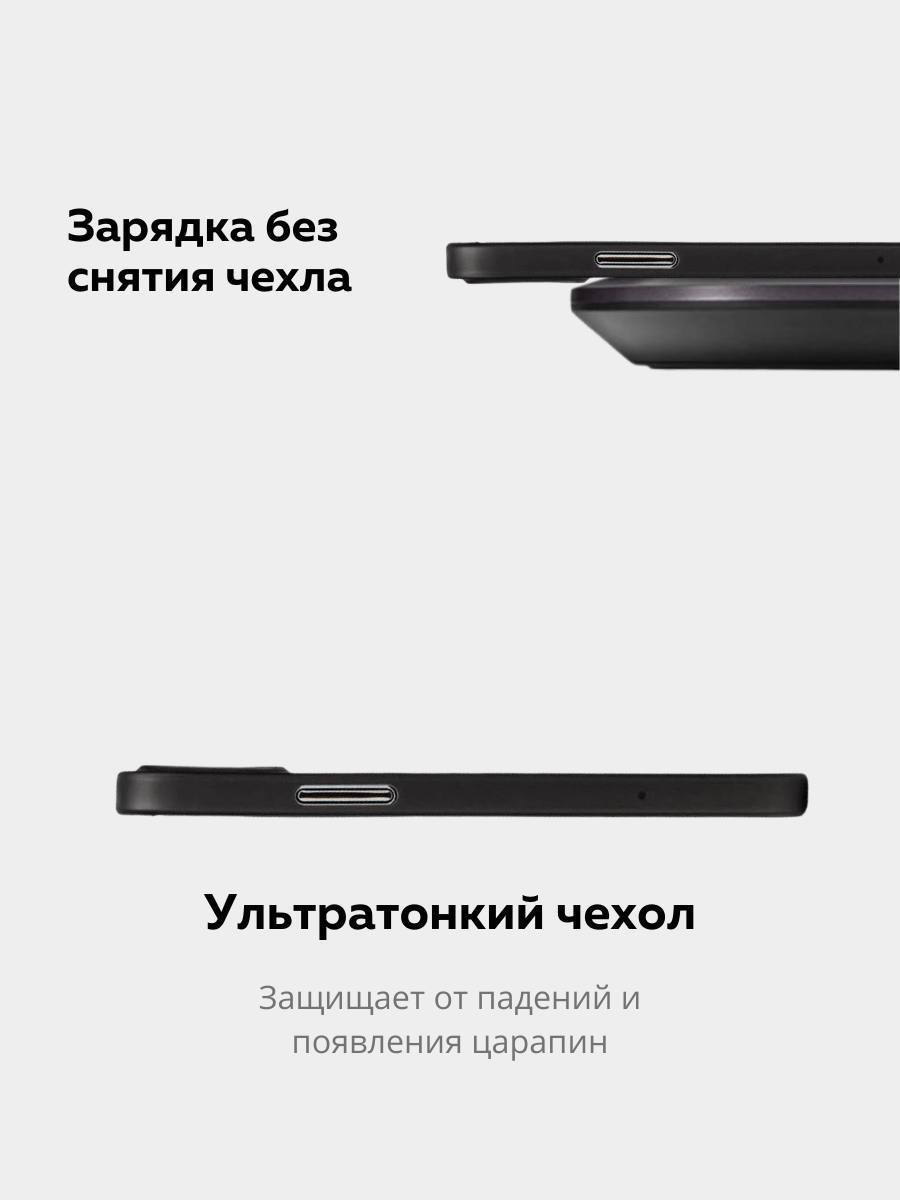 Зарядка без
снятия чехла
Ультратонкий чехол
Защищает от падений и
появления царапин